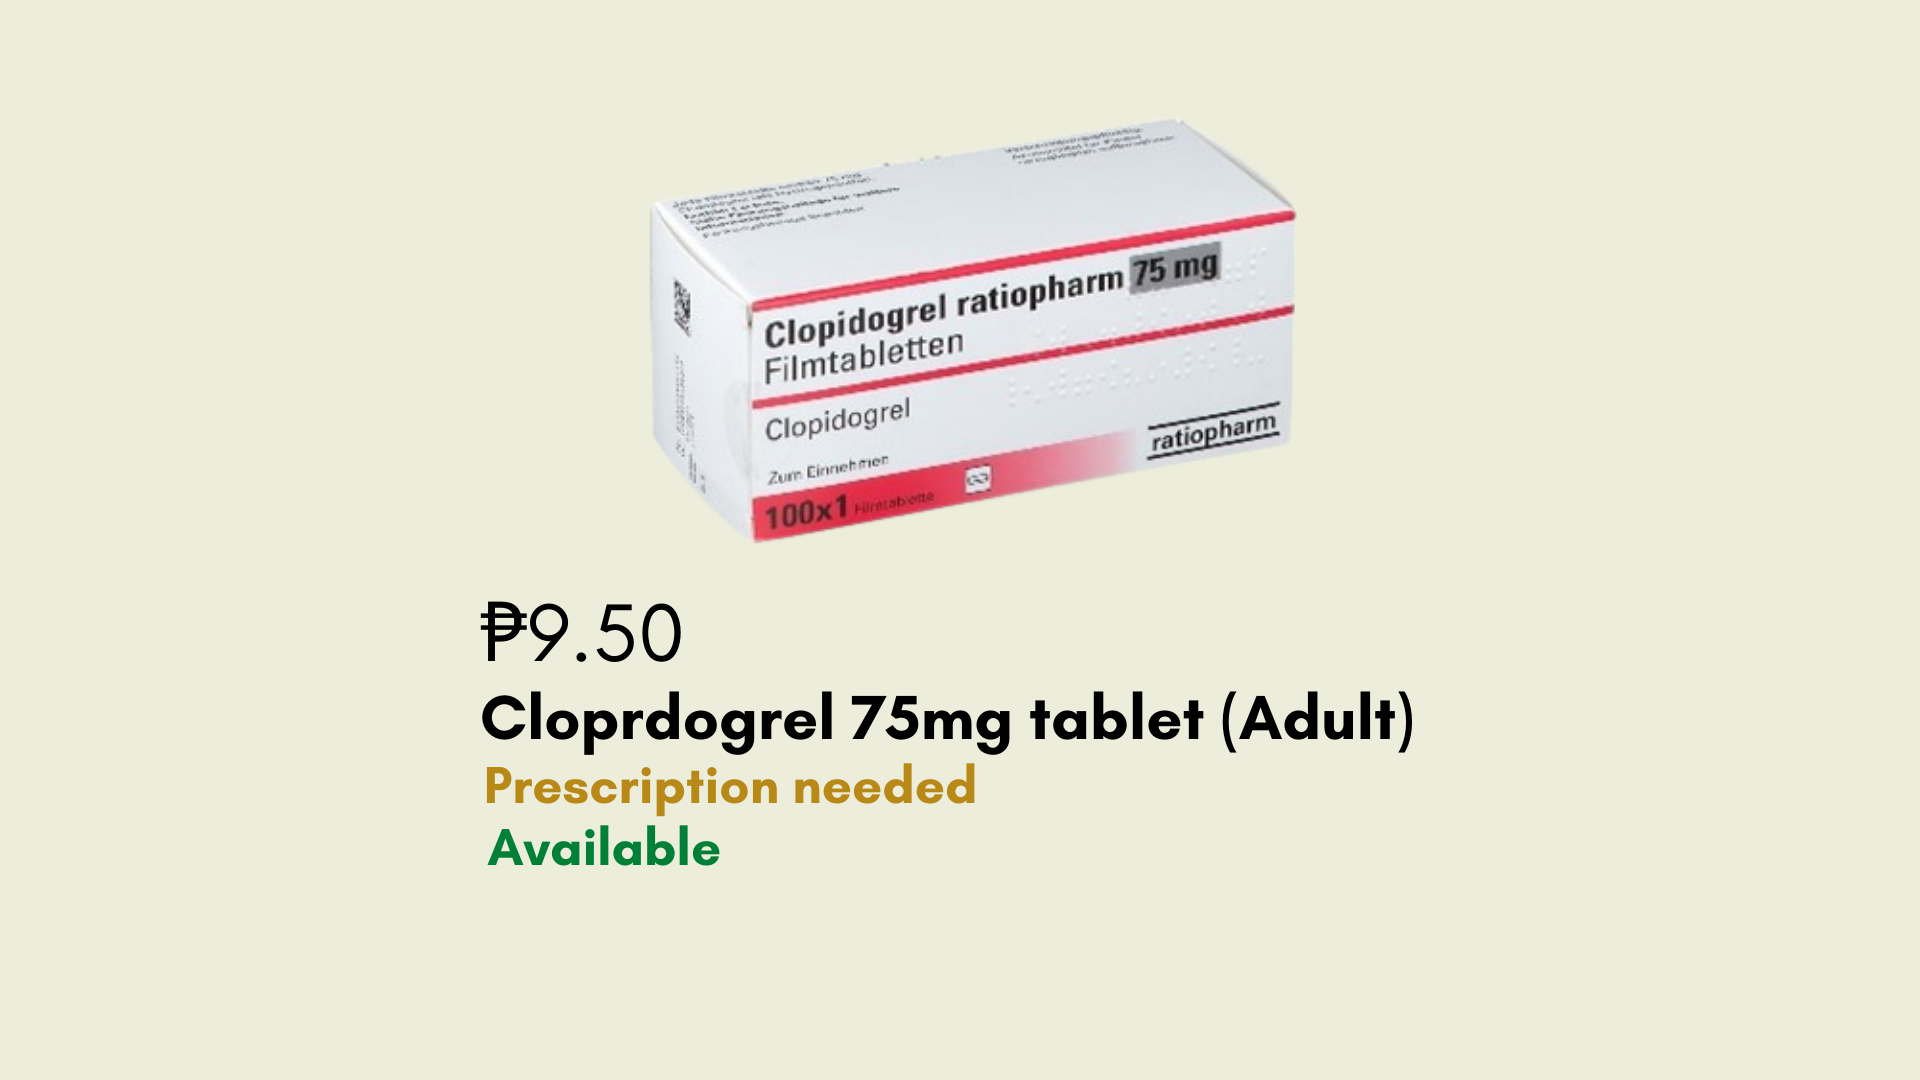 Clopidogrel ratiopharm 75 mg
Filmtabletten
Clopidogrel
Zum Einnehmen
ratiopharm
100x1 Filmtablette
₱9.50
Cloprdogrel 75mg tablet (Adult)
Prescription needed
Available